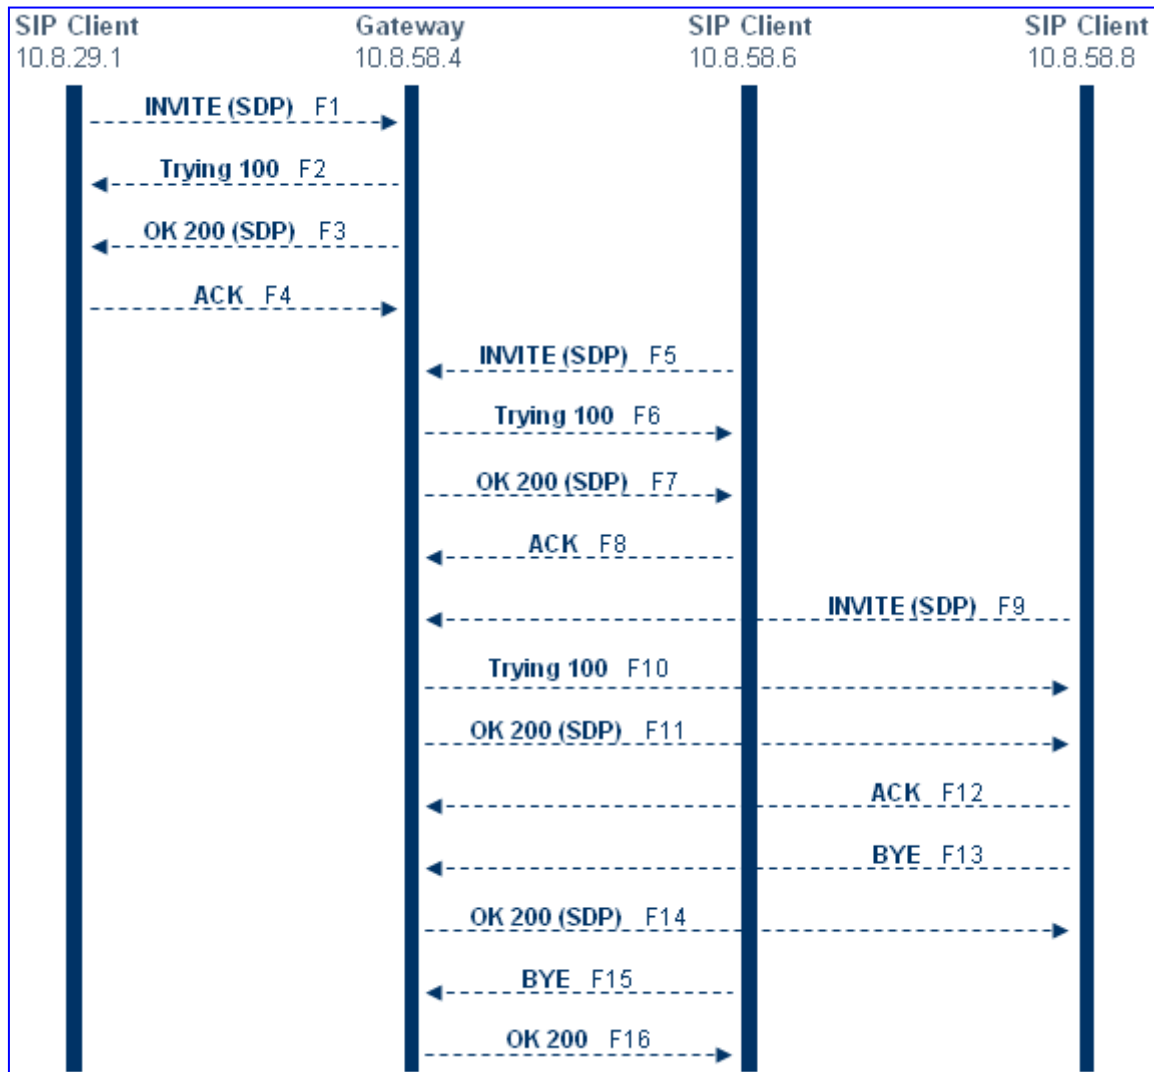 SIP Client Gateway SIP Client SIP Client
10.8.29.1 10.8.58.4 10.8.58.6 10.8.58.8
INVITE (SDP) F1
Trying 100 F2
OK 200 (SDP) F3
ACK F4
INVITE (SDP) F5
Trying 100 F6
OK 200 (SDP) F7
ACK F8
INVITE (SDP) F9
Trying 100 F10
OK 200 (SDP) F11
ACK F12
BYE F13
OK 200 (SDP) F14
BYE F15
OK 200 F16